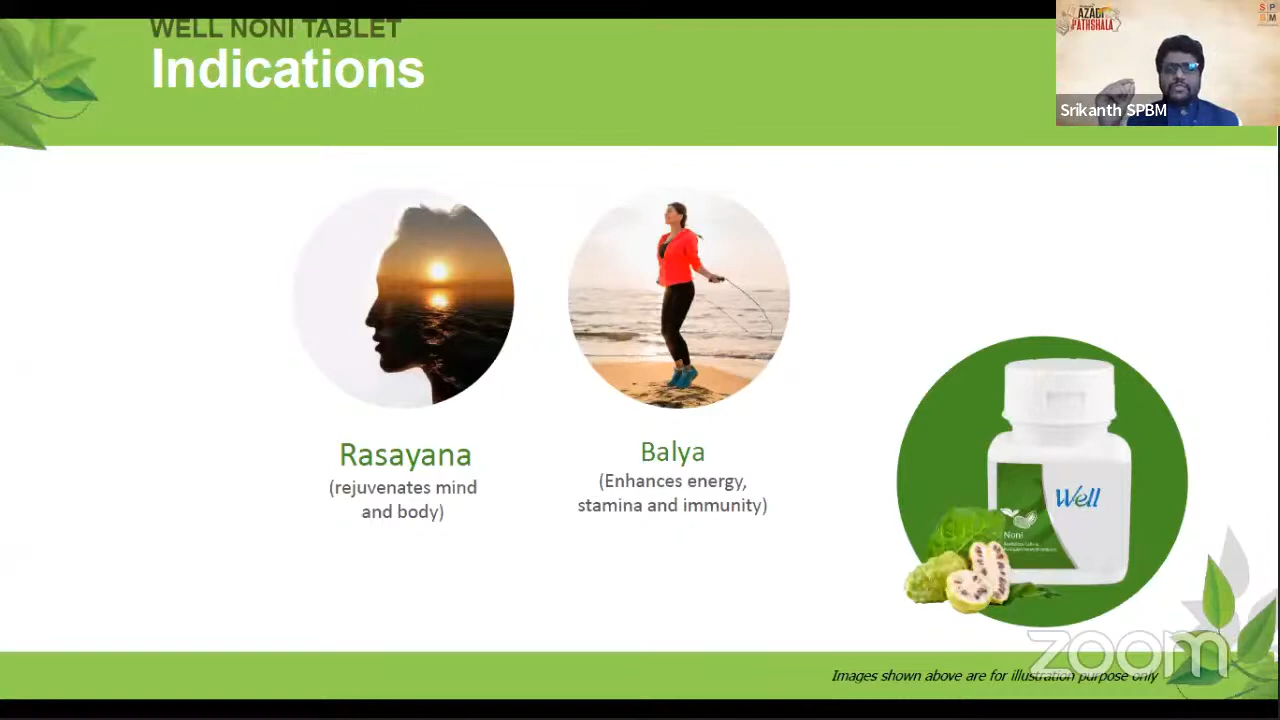 WELL NONI TABLET
Indications
AZADI
PATHSHALA
S P
B M
Srikanth SPBM
Rasayana
(rejuvenates mind
and body)
Balya
(Enhances energy,
stamina and immunity)
Well
Noni
zoom
Images shown above are for illustration purpose only